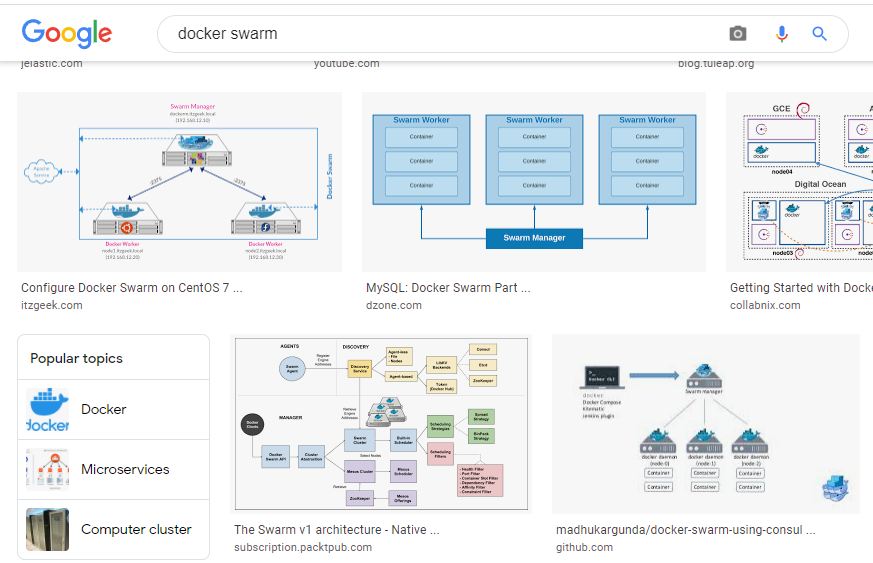 Google
docker swarm
jelastic.com
youtube.com
blog.tuleap.org
Swarm Manager
dockerm.itzgeek.local
(192.168.12.10)
Apache
Service
Docker Swarm
:2375
:2375
Docker Worker
node1.itzgeek.local
(192.168.12.20)
Docker Worker
node2.itzgeek.local
Swarm Worker
Container
Container
Container
Swarm Worker
Container
Container
Container
Swarm Worker
Container
Container
Container
Swarm Manager
GCE
docker
node04
Digital Ocean
docker
node03
Configure Docker Swarm on CentOS 7 ...
itzgeek.com
MySQL: Docker Swarm Part ...
dzone.com
Getting Started with Docke
collabnix.com
Popular topics
docker
Docker
Microservices
Computer cluster
AGENTS
DISCOVERY
Swarm
Agent
Register
Engine
Addresses
Discovery
Service
Agent-less
- File
- Nodes
Agent-based
LibKV
Backends
Token
(Docker Hub)
Consul
Etcd
ZooKeeper
MANAGER
Retrieve
Engine
Addresses
Docker
Clients
Docker
Swarm API
Cluster
Abstraction
Swarm
Cluster
Built-in
Scheduler
Select Nodes
Mesos Cluster
Mesos
Scheduler
Retrieve
ZooKeeper
Mesos
Offerings
Scheduling
Strategies
Spread
Strategy
BinPack
Strategy
Scheduling
Filters
- Health Filter
- Port Filter
- Container Slot Filter
- Dependency Filter
- Affinity Filter
- Constraint Filter
The Swarm v1 architecture - Native ...
subscription.packtpub.com
Docker CLI
docker
Docker Compose
Kitematic
Jenkins plugin
Swarm manager
docker daemon
(node:0)
Container
Container
docker daemon
(node:1)
Container
Container
docker daemon
(node:2)
Container
Container
madhukargunda/docker-swarm-using-consul ...
github.com